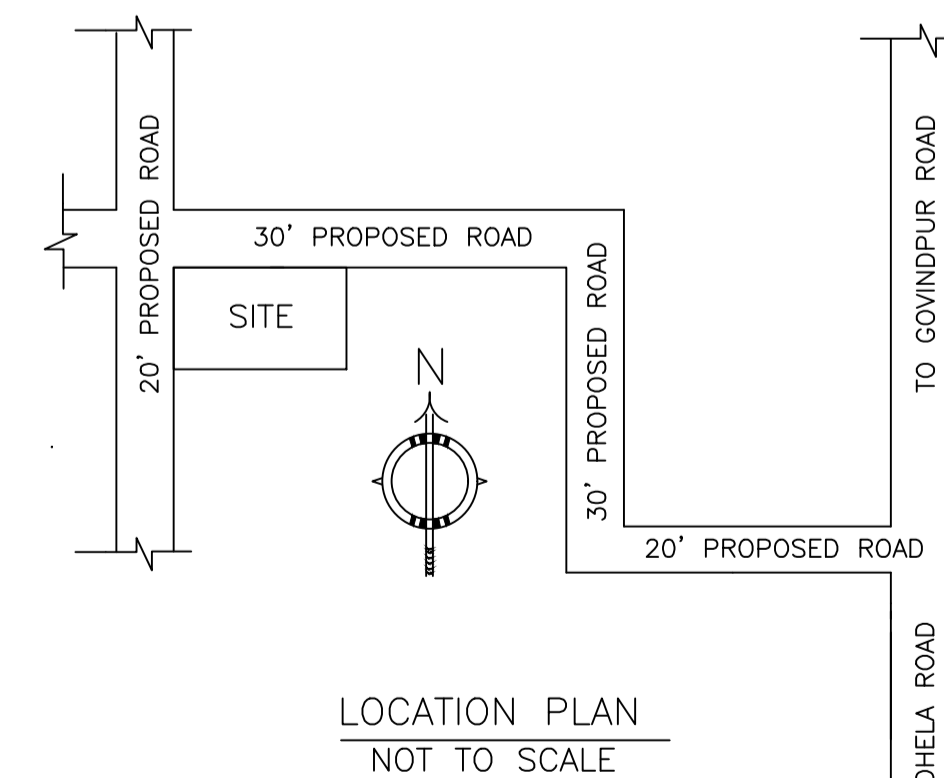 20' PROPOSED ROAD
30' PROPOSED ROAD
SITE
N
30' PROPOSED ROAD
TO GOVINDPUR ROAD
20' PROPOSED ROAD
ROAD
LOCATION PLAN
NOT TO SCALE